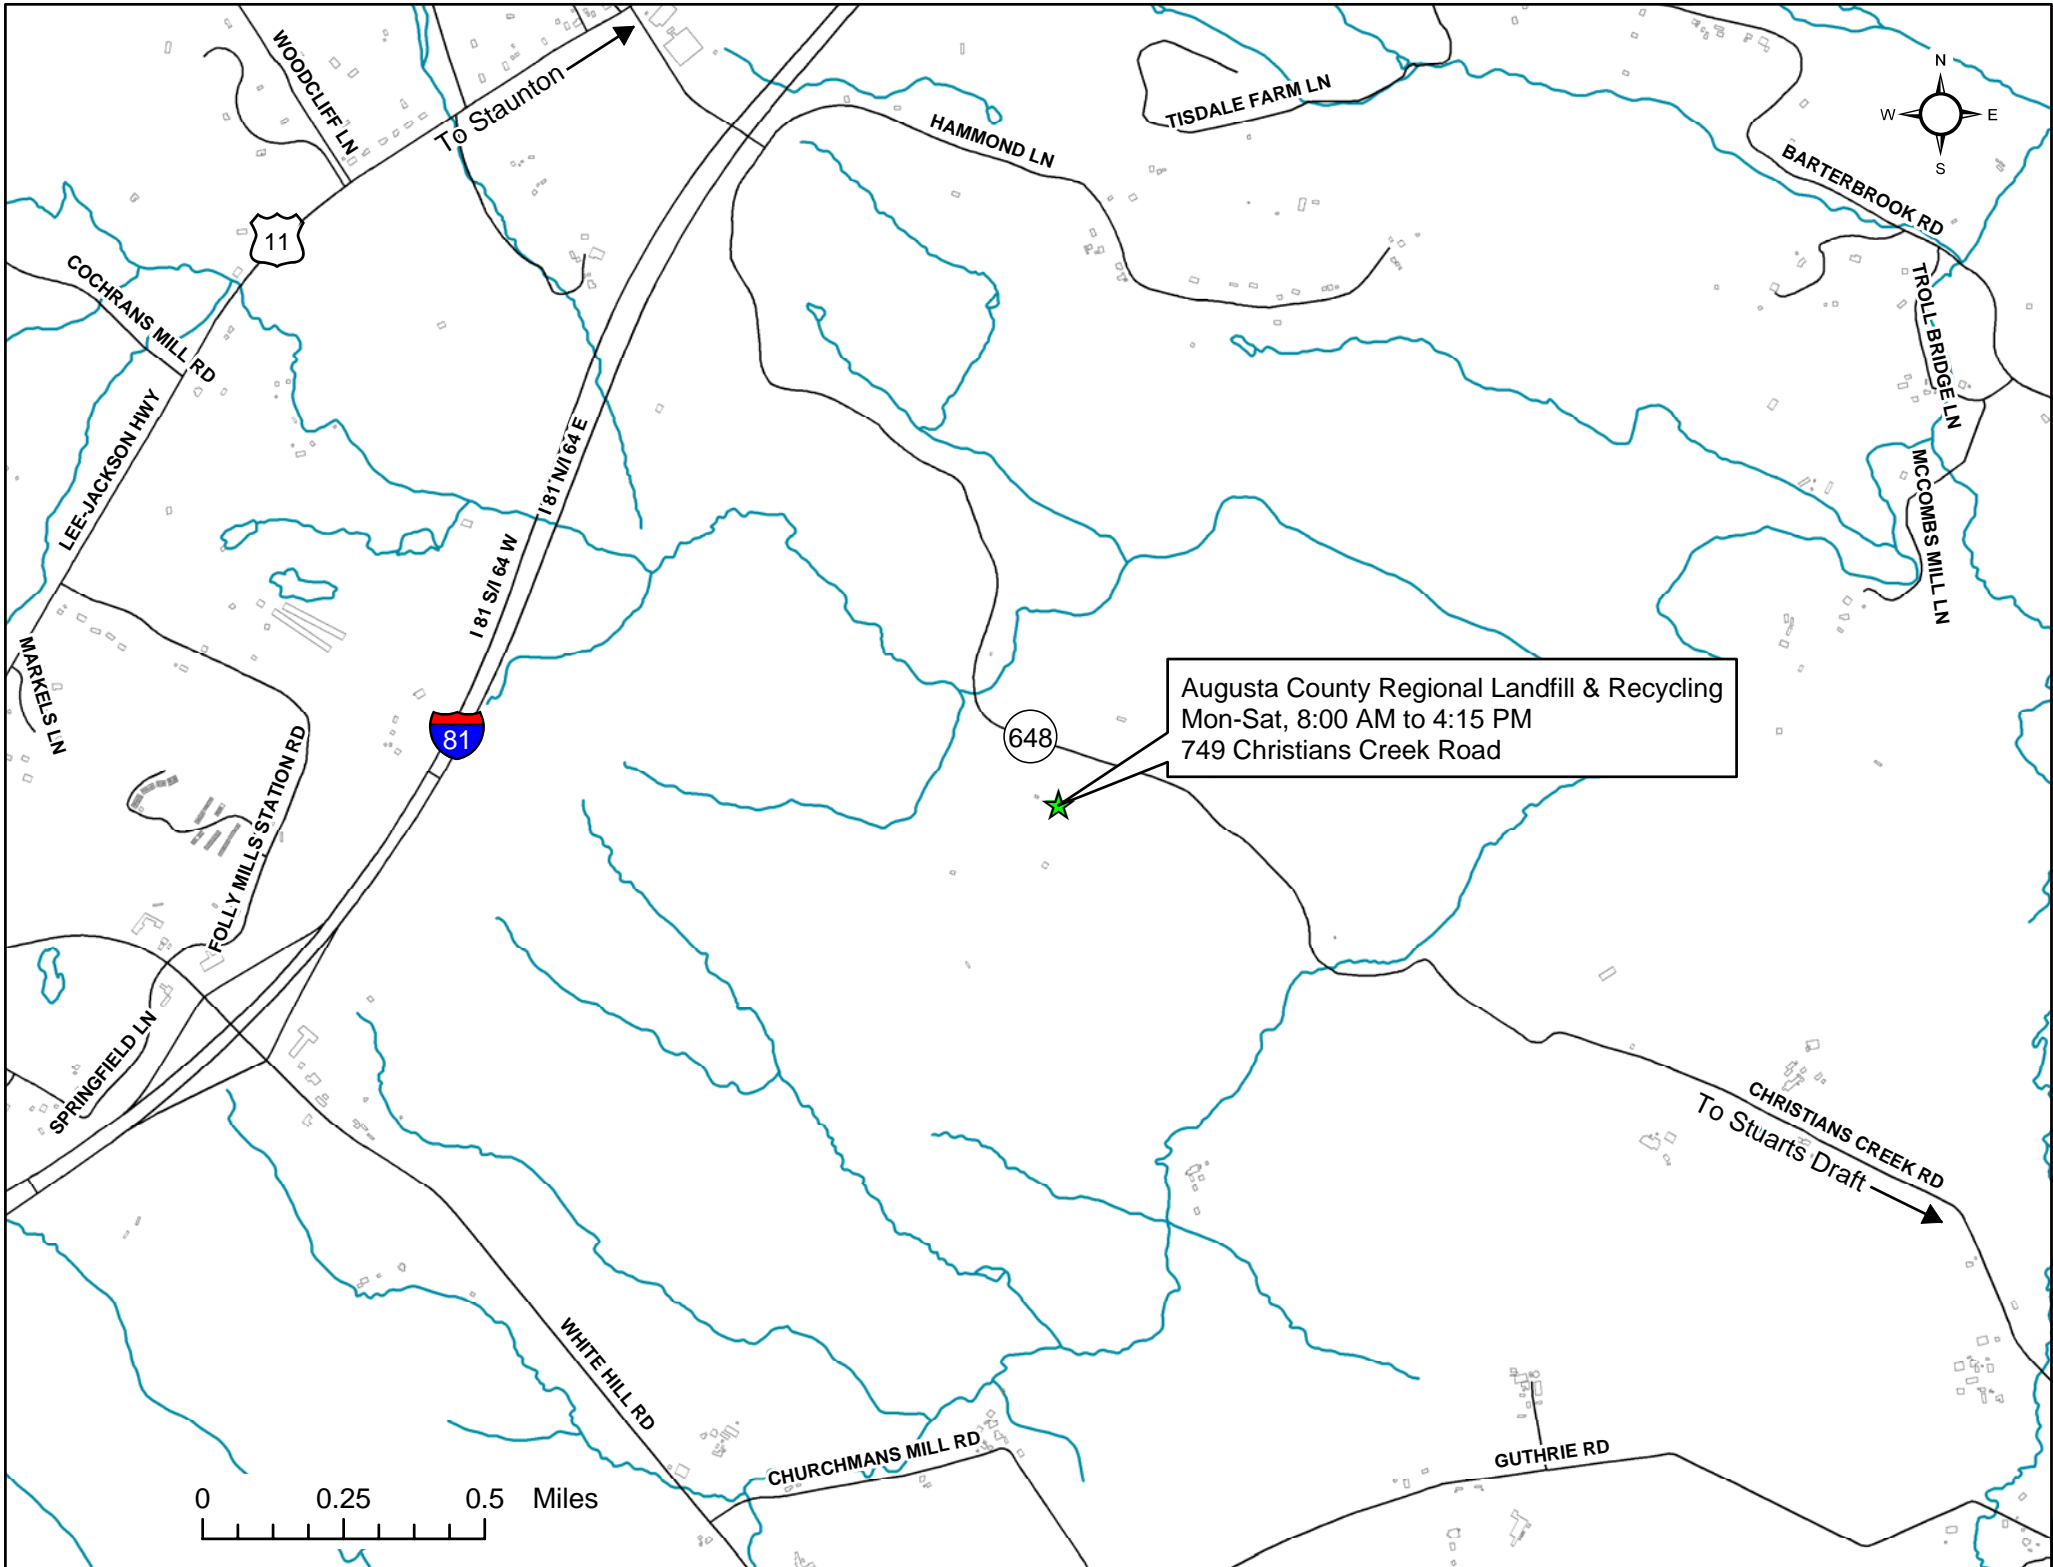 WOODCLIFF LN
To Staunton
HAMMOND LN
TISDALE FARM LN
N
W
E
S
BARTERBROOK RD
11
COCHRANS MILL RD
TROLL BRIDGE LN
LEE-JACKSON HWY
I 81 N/I 64 E
I 81 S/I 64 W
MCCOMBS MILL LN
MARKELS LN
Augusta County Regional Landfill & Recycling
Mon-Sat, 8:00 AM to 4:15 PM
749 Christians Creek Road
81
648
FOLLY MILLS STATION RD
SPRINGFIELD LN
CHRISTIANS CREEK RD
To Stuarts Draft
WHITE HILL RD
CHURCHMANS MILL RD
GUTHRIE RD
0 0.25 0.5 Miles